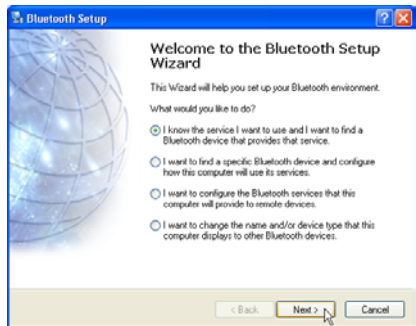 Bluetooth Setup
Welcome to the Bluetooth Setup
Wizard
This Wizard will help you set up your Bluetooth environment.
What would you like to do?
I know the service I want to use and I want to find a
Bluetooth device that provides that service.
I want to find a specific Bluetooth device and configure
how this computer will use its services.
I want to configure the Bluetooth services that this
computer will provide to remote devices.
I want to change the name and/or device type that this
computer displays to other Bluetooth devices.
< Back Next > Cancel